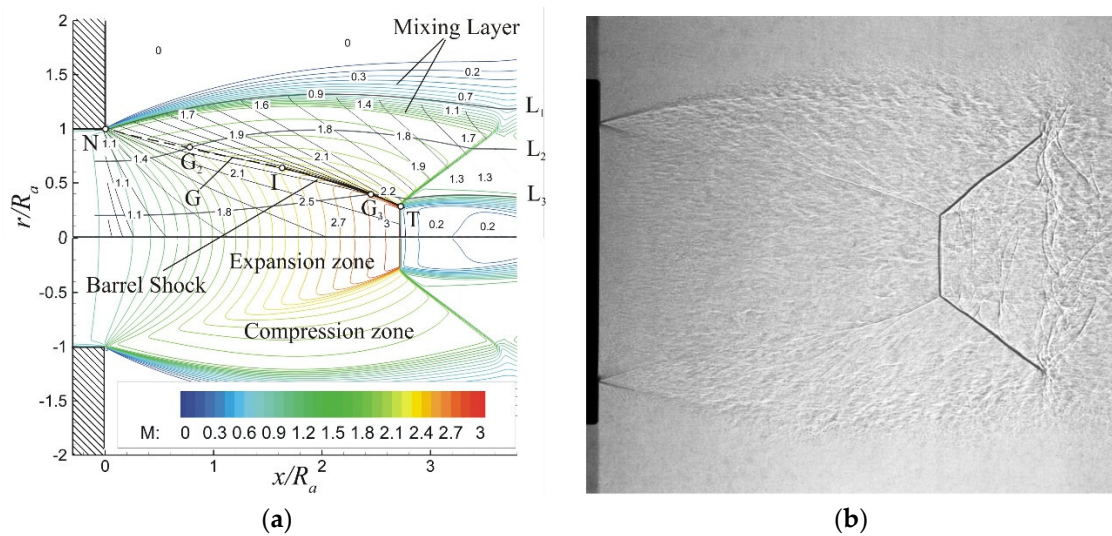 2
1.5
1
0.5
0
-0.5
-1
-1.5
-2
r/Rₐ
0
0
Mixing Layer
0.2
0.3
0.9
0.7
L₁
1.6
1.4
1.1
1.7
1.8
1.7
N
1.1
1.9
1.8
L₂
1.4
G₂
2.1
1.9
I
1.3
1.3
1.1
G
2.1
2.2
L₃
2.5
G₃
T
1.1
1.8
3
2.7
0.2
0.2
Expansion zone
Barrel Shock
Compression zone
M:
0 0.3 0.6 0.9 1.2 1.5 1.8 2.1 2.4 2.7 3
0 1 2 3
x/Rₐ
(a) (b)